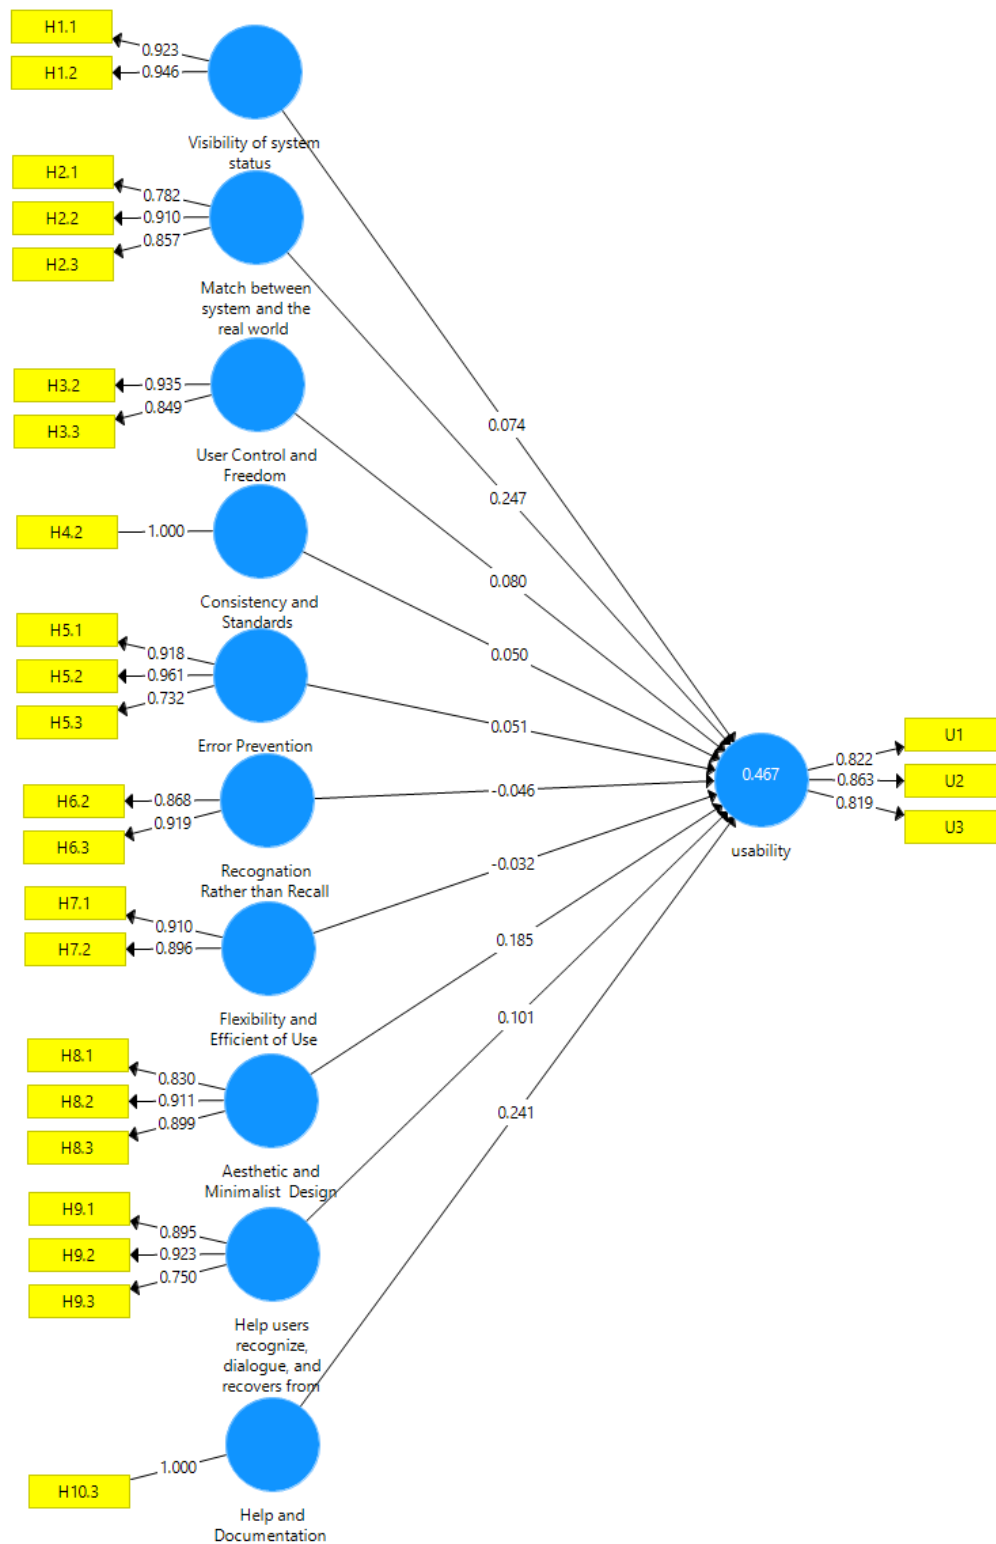 H1.1
0.923
H1.2
0.946
Visibility of system
status
H2.1
0.782
H2.2
0.910
H2.3
0.857
Match between
system and the
real world
H3.2
0.935
H3.3
0.849
User Control and
Freedom
H4.2
1.000
Consistency and
Standards
H5.1
0.918
H5.2
0.961
H5.3
0.732
Error Prevention
H6.2
0.868
H6.3
0.919
Recognation
Rather than Recall
H7.1
0.910
H7.2
0.896
Flexibility and
Efficient of Use
H8.1
0.830
H8.2
0.911
H8.3
0.899
Aesthetic and
Minimalist Design
H9.1
0.895
H9.2
0.923
H9.3
0.750
Help users
recognize,
dialogue, and
recovers from
H10.3
1.000
Help and
Documentation
0.074
0.247
0.080
0.050
0.051
-0.046
-0.032
0.185
0.101
0.241
0.467
usability
0.822
U1
0.863
U2
0.819
U3